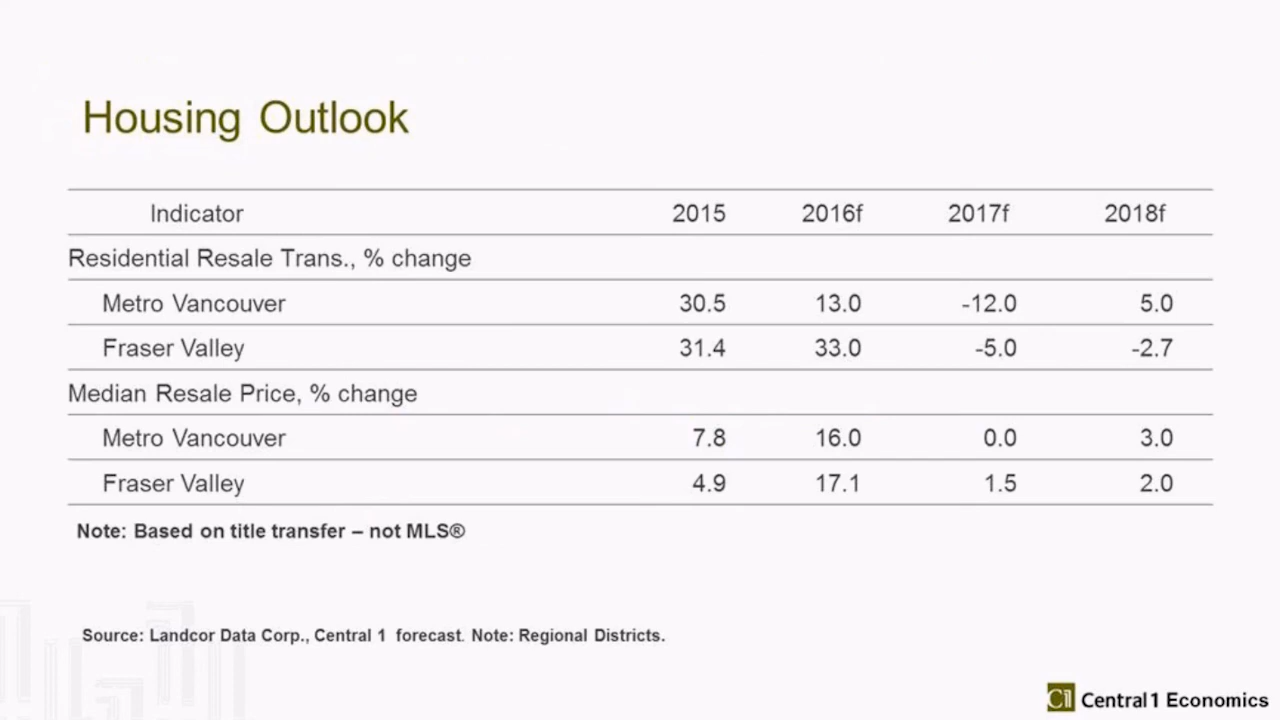 Housing Outlook
Indicator 2015 2016f 2017f 2018f
Residential Resale Trans., % change
Metro Vancouver 30.5 13.0 -12.0 5.0
Fraser Valley 31.4 33.0 -5.0 -2.7
Median Resale Price, % change
Metro Vancouver 7.8 16.0 0.0 3.0
Fraser Valley 4.9 17.1 1.5 2.0
Note: Based on title transfer – not MLS®
Source: Landcor Data Corp., Central 1 forecast. Note: Regional Districts.
C1 Central 1 Economics